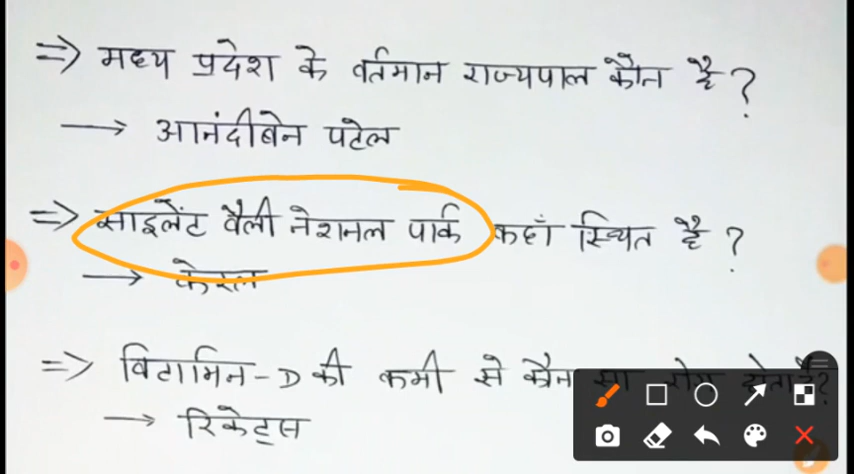 => मध्य प्रदेश के वर्तमान राज्यपाल कौन है ?
→ आनंदीबेन पटेल
=> साइलेंट वैली नेशनल पार्क कहाँ स्थित है ?
→ केरल
=> विटामिन-D की कमी से कौन सा रोग होता है?
→ रिकेट्स